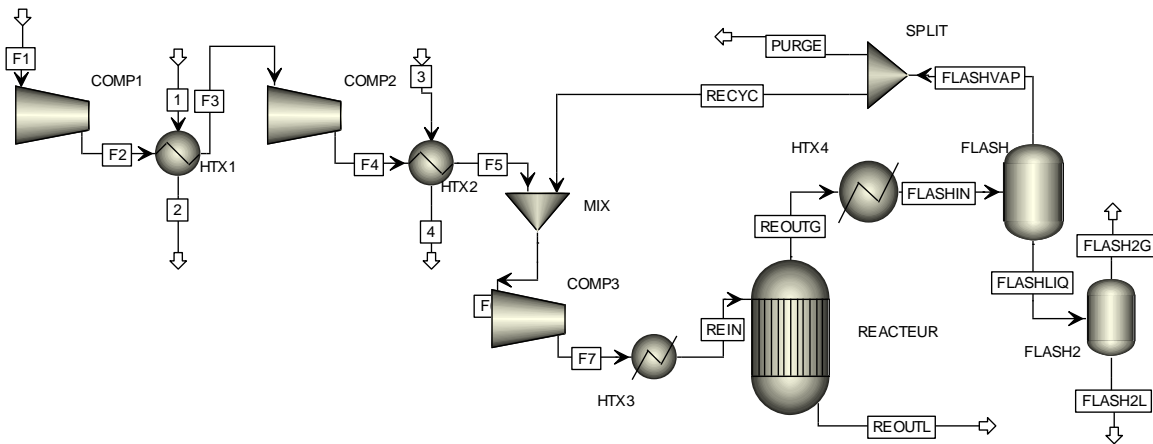 SPLIT
PURGE
F1
COMP1
COMP2
3
FLASHVAP
1
F3
RECYC
HTX4
FLASH
F2
F4
F5
HTX1
HTX2
FLASHIN
MIX
2
4
REOUTG
FLASH2G
COMP3
FLASHLIQ
REIN
REACTEUR
F7
FLASH2
HTX3
FLASH2L
REOUTL